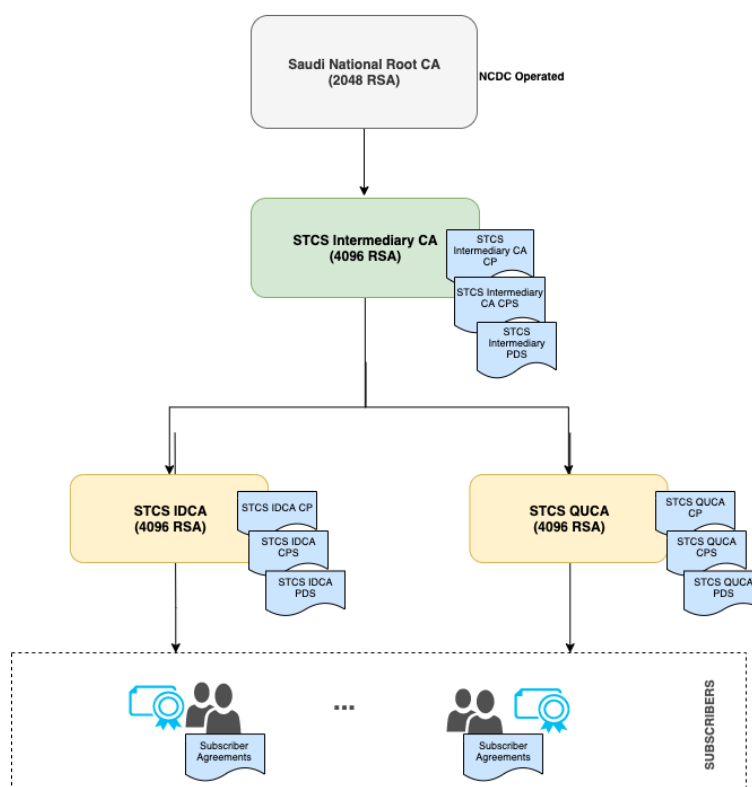 Saudi National Root CA
(2048 RSA)
NCDC Operated
STCS Intermediary CA
(4096 RSA)
STCS
Intermediary CA
CP
STCS Intermediary
CA CPS
STCS
Intermediary
PDS
STCS IDCA
(4096 RSA)
STCS IDCA CP
STCS IDCA
CPS
STCS IDCA
PDS
STCS QUCA
(4096 RSA)
STCS QUCA
CP
STCS QUCA
CPS
STCS QUCA
PDS
...
Subscriber
Agreements
Subscriber
Agreements
SUBSCRIBERS